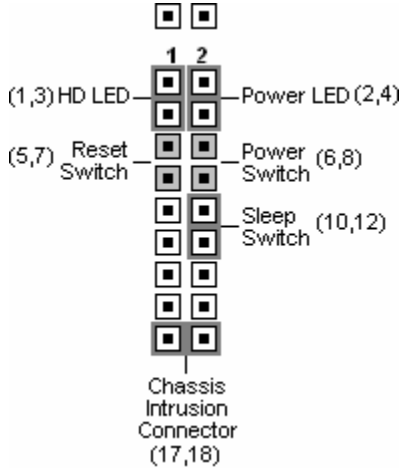 1 2
(1,3) HD LED
Power LED (2,4)
(5,7) Reset Switch
Power Switch (6,8)
Sleep Switch (10,12)
Chassis
Intrusion
Connector
(17,18)